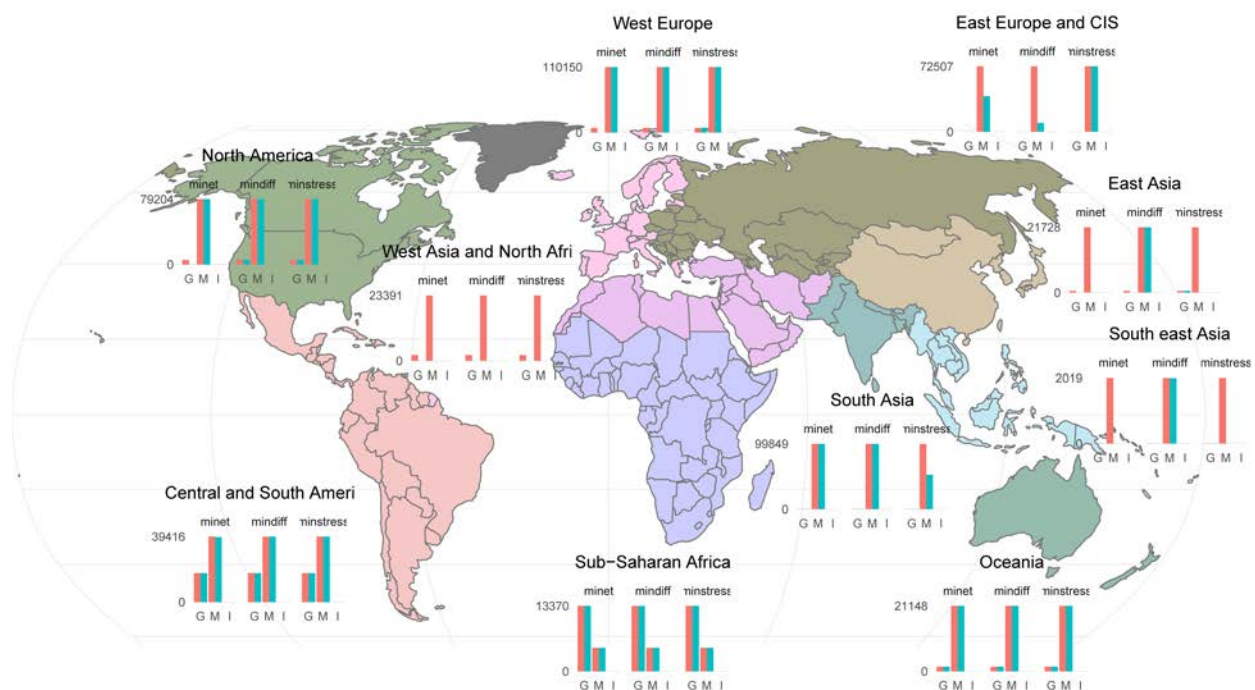 West Europe
minet mindiff minstress
110150
0
G M I G M I G M I
East Europe and CIS
minet mindiff minstress
72507
0
G M I G M I G M I
North America
minet mindiff minstress
79204
0
G M I G M I G M I
East Asia
minet mindiff minstress
21728
0
G M I G M I G M I
West Asia and North Afri
minet mindiff minstress
23391
0
G M I G M I G M I
South east Asia
minet mindiff minstress
2019
0
G M I G M I G M I
South Asia
minet mindiff minstress
99849
0
G M I G M I G M I
Central and South Ameri
minet mindiff minstress
39416
0
G M I G M I G M I
Sub-Saharan Africa
minet mindiff minstress
13370
0
G M I G M I G M I
Oceania
minet mindiff minstress
21148
0
G M I G M I G M I